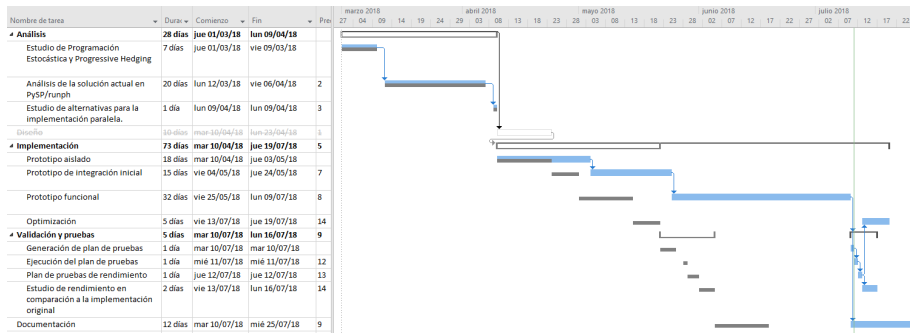 marzo 2018 abril 2018 mayo 2018 junio 2018 julio 2018
Nombre de tarea Durac Comienzo Fin Pre 27 04 09 14 19 24 29 03 08 13 18 23 28 03 08 13 18 23 28 02 07 12 17 22 27 02 07 12 17 22
Análisis 28 días jue 01/03/18 lun 09/04/18
Estudio de Programación 7 días jue 01/03/18 vie 09/03/18
Estocástica y Progressive Hedging
Análisis de la solución actual en 20 días lun 12/03/18 vie 06/04/18 2
PySP/runph
Estudio de alternativas para la 1 día lun 09/04/18 lun 09/04/18 3
implementación paralela.
Diseño 10 días mar 10/04/18 lun 23/04/18 1
Implementación 73 días mar 10/04/18 jue 19/07/18 5
Prototipo aislado 18 días mar 10/04/18 jue 03/05/18
Prototipo de integración inicial 15 días vie 04/05/18 jue 24/05/18 7
Prototipo funcional 32 días vie 25/05/18 lun 09/07/18 8
Optimización 5 días vie 13/07/18 jue 19/07/18 14
Validación y pruebas 5 días mar 10/07/18 lun 16/07/18 9
Generación de plan de pruebas 1 día mar 10/07/18 mar 10/07/18
Ejecución del plan de pruebas 1 día mié 11/07/18 mié 11/07/18 12
Plan de pruebas de rendimiento 1 día jue 12/07/18 jue 12/07/18 13
Estudio de rendimiento en 2 días vie 13/07/18 lun 16/07/18 14
comparación a la implementación
original
Documentación 12 días mar 10/07/18 mié 25/07/18 9